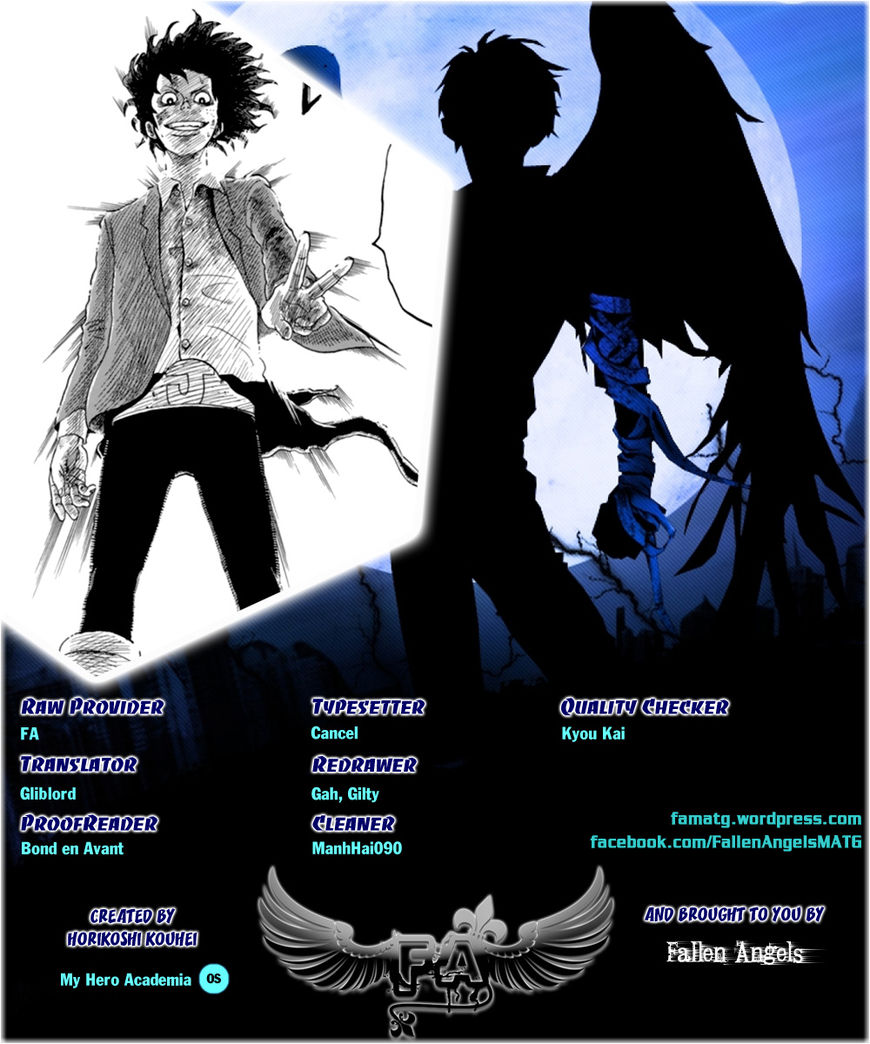 Raw Provider
FA
Typesetter
Cancel
Quality Checker
Kyou Kai
Translator
Gliblord
Redrawer
Gah, Gilty
ProofReader
Bond en Avant
Cleaner
ManhHai090
famatg.wordpress.com
facebook.com/FallenAngelsMATG
CREATED BY
HORIKOSHI KOUHEI
My Hero Academia OS
FA
AND BROUGHT TO YOU BY
Fallen Angels